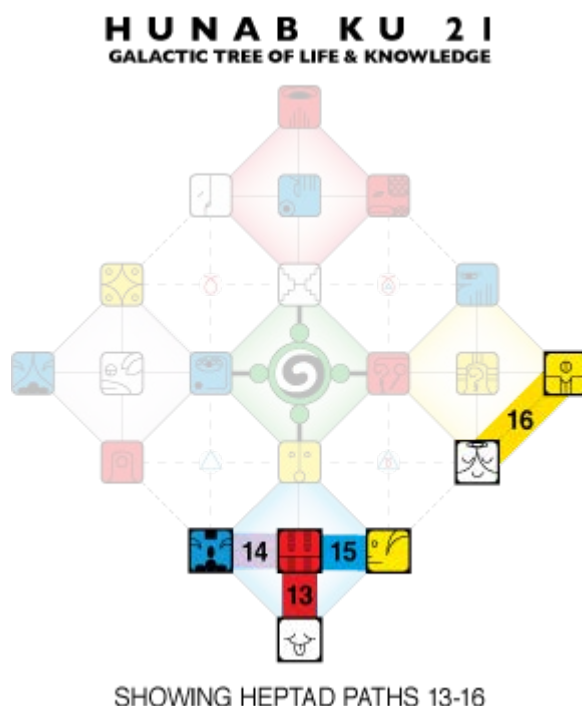 HUNAB KU 21
GALACTIC TREE OF LIFE & KNOWLEDGE
16
14
15
13
SHOWING HEPTAD PATHS 13-16